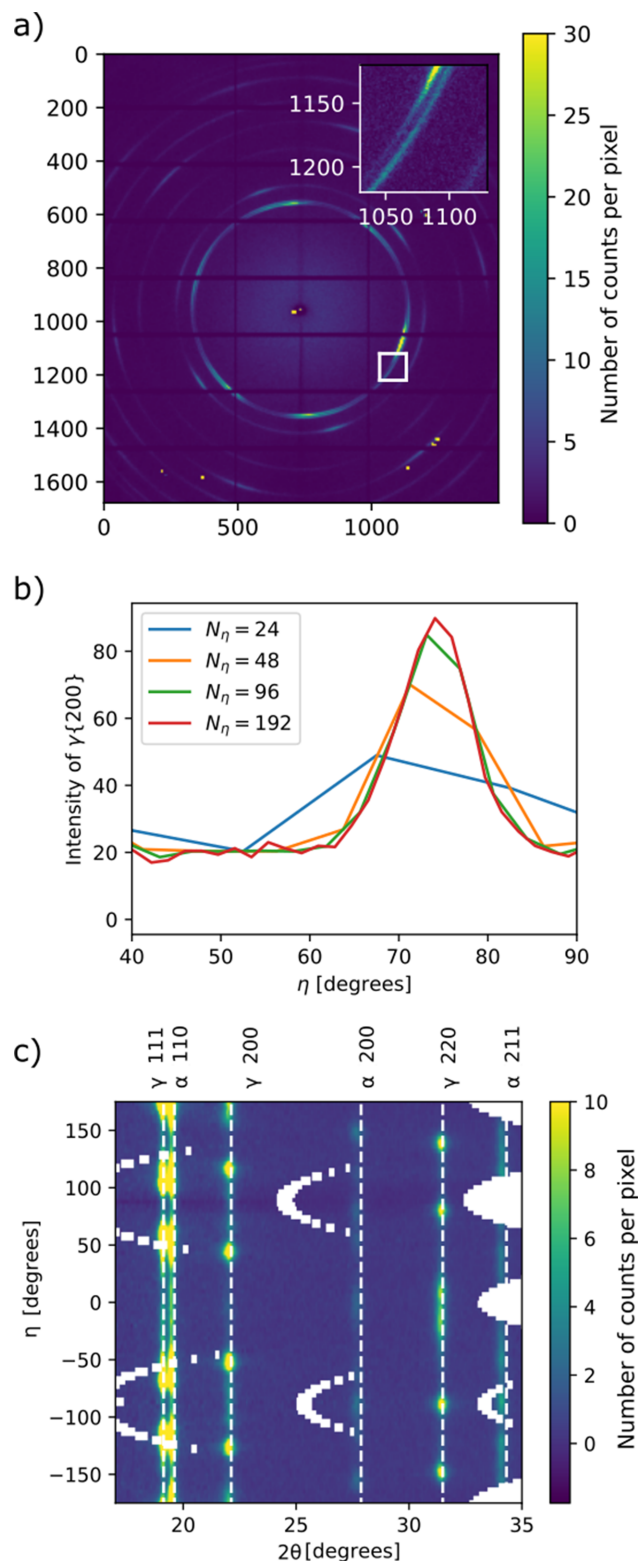 a)
0
200
400
600
800
1000
1200
1400
1600
0 500 1000
1150
1200
1050 1100
30
25
20
15
10
5
0
Number of counts per pixel
b)
Nη = 24
Nη = 48
Nη = 96
Nη = 192
Intensity of γ{200}
80
60
40
20
0
40 50 60 70 80 90
η [degrees]
c)
γ 111
α 110
γ 200
α 200
γ 220
α 211
η [degrees]
150
100
50
0
−50
−100
−150
20 25 30 35
2θ [degrees]
10
8
6
4
2
0
Number of counts per pixel